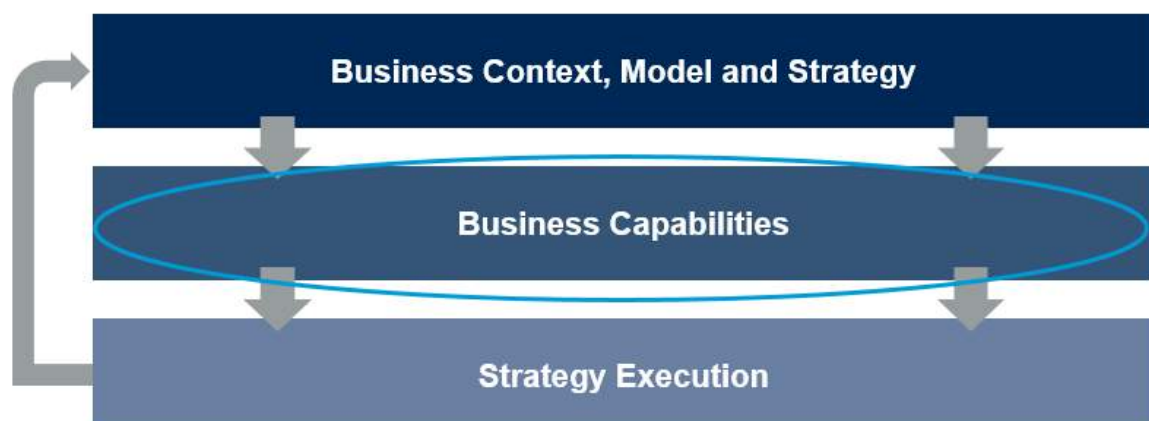 Business Context, Model and Strategy
Business Capabilities
Strategy Execution